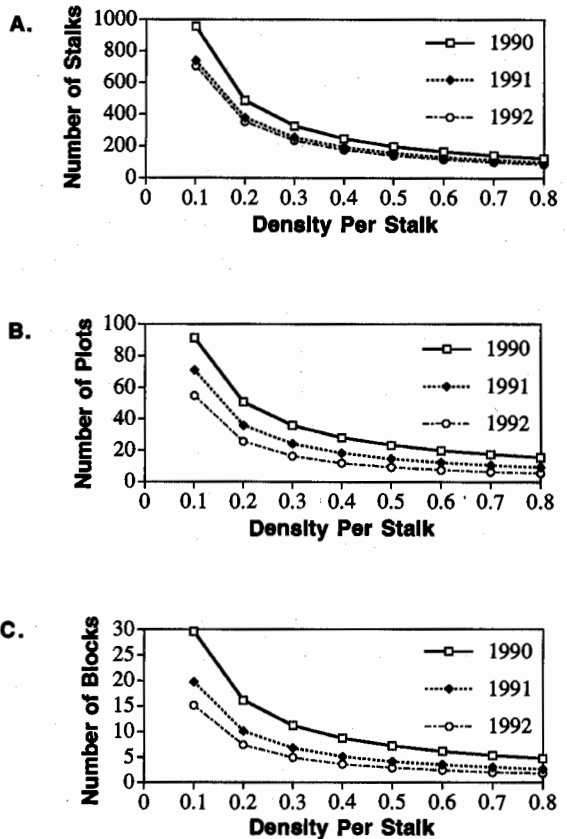 A.
Number of Stalks
1000
800
600
400
200
0
1990
1991
1992
0 0.1 0.2 0.3 0.4 0.5 0.6 0.7 0.8
Density Per Stalk
B.
Number of Plots
100
80
60
40
20
0
1990
1991
1992
0 0.1 0.2 0.3 0.4 0.5 0.6 0.7 0.8
Density Per Stalk
C.
Number of Blocks
30
25
20
15
10
5
0
1990
1991
1992
0 0.1 0.2 0.3 0.4 0.5 0.6 0.7 0.8
Density Per Stalk